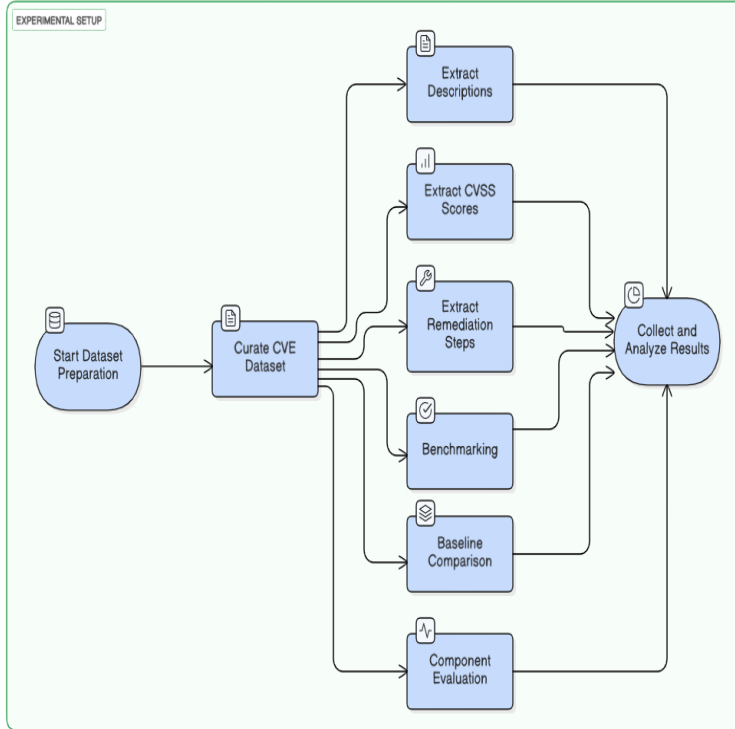 EXPERIMENTAL SETUP
Extract
Descriptions
Extract CVSS
Scores
Extract
Remediation
Steps
Start Dataset
Preparation
Curate CVE
Dataset
Collect and
Analyze Results
Benchmarking
Baseline
Comparison
Component
Evaluation